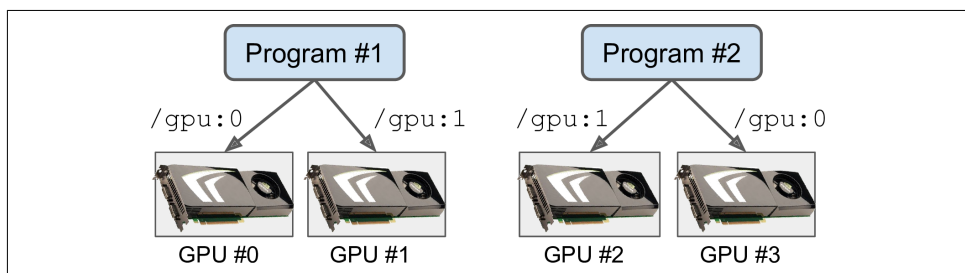 Program #1 Program #2
/gpu:0 /gpu:1 /gpu:1 /gpu:0
GPU #0 GPU #1 GPU #2 GPU #3